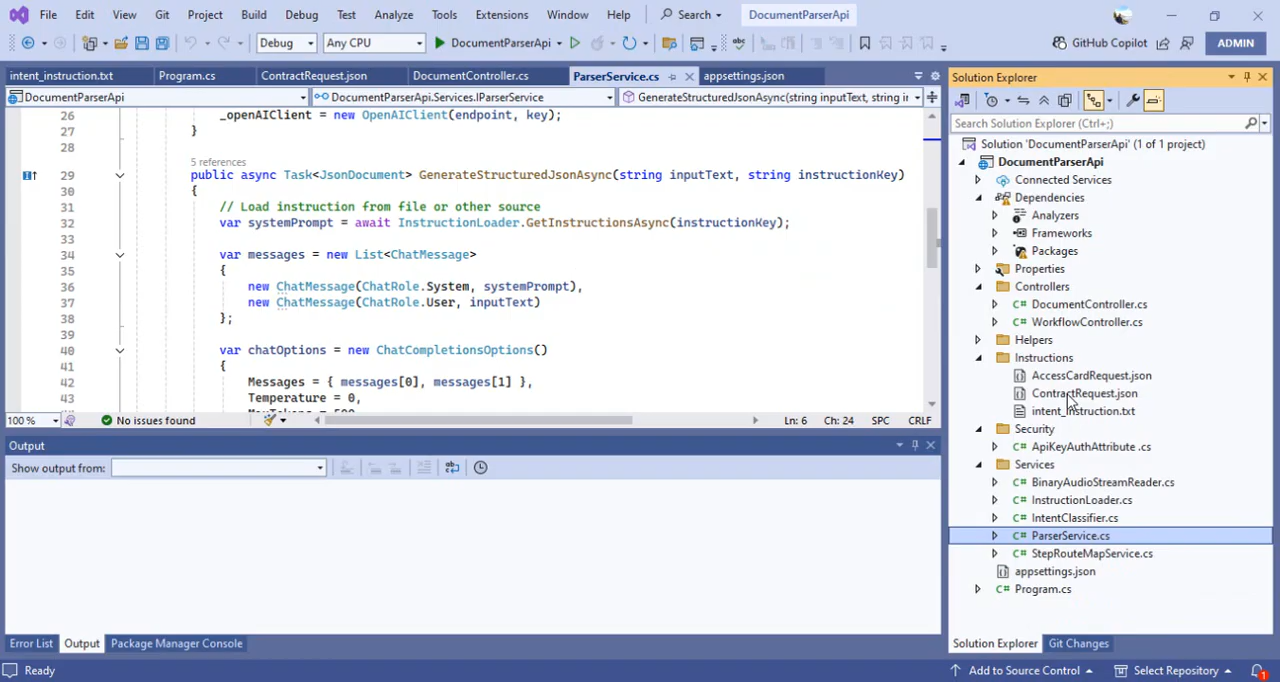 File Edit View Git Project Build Debug Test Analyze Tools Extensions Window Help Search DocumentParserApi
Debug Any CPU DocumentParserApi GitHub Copilot ADMIN
intent_instruction.txt Program.cs ContractRequest.json DocumentController.cs ParserService.cs appsettings.json
DocumentParserApi DocumentParserApi.Services.IParserService GenerateStructuredJsonAsync(string inputText, string in
26 _openAIClient = new OpenAIClient(endpoint, key);
27 }
28
5 references
29 public async Task<JsonDocument> GenerateStructuredJsonAsync(string inputText, string instructionKey)
30 {
31 // Load instruction from file or other source
32 var systemPrompt = await InstructionLoader.GetInstructionsAsync(instructionKey);
33
34 var messages = new List<ChatMessage>
35 {
36 new ChatMessage(ChatRole.System, systemPrompt),
37 new ChatMessage(ChatRole.User, inputText)
38 };
39
40 var chatOptions = new ChatCompletionsOptions()
41 {
42 Messages = { messages[0], messages[1] },
43 Temperature = 0,
100 % No issues found Ln: 6 Ch: 24 SPC CRLF
Output
Show output from:
Error List Output Package Manager Console
Solution Explorer
Search Solution Explorer (Ctrl+;)
Solution 'DocumentParserApi' (1 of 1 project)
DocumentParserApi
Connected Services
Dependencies
Analyzers
Frameworks
Packages
Properties
Controllers
DocumentController.cs
WorkflowController.cs
Helpers
Instructions
AccessCardRequest.json
ContractRequest.json
intent_instruction.txt
Security
ApiKeyAuthAttribute .cs
Services
BinaryAudioStreamReader.cs
InstructionLoader.cs
IntentClassifier.cs
ParserService.cs
StepRouteMapService.cs
appsettings.json
Program.cs
Solution Explorer Git Changes
Ready Add to Source Control Select Repository 1